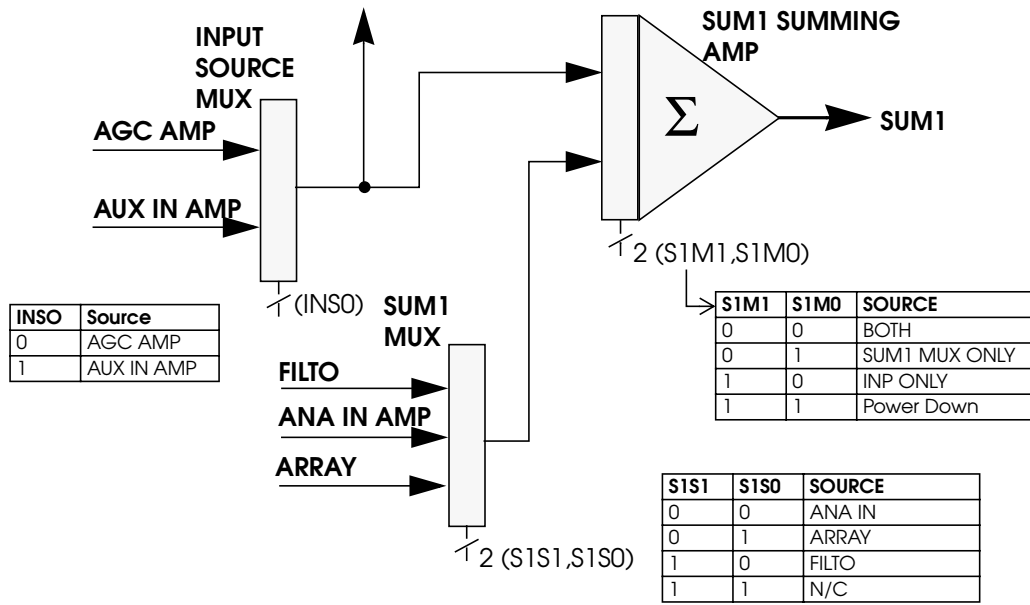 INPUT
SOURCE
MUX
SUM1 SUMMING
AMP
AGC AMP
Σ
SUM1
AUX IN AMP
2 (S1M1,S1M0)
(INS0)
INSO Source
0 AGC AMP
1 AUX IN AMP
SUM1
MUX
S1M1 S1M0 SOURCE
0 0 BOTH
0 1 SUM1 MUX ONLY
1 0 INP ONLY
1 1 Power Down
FILTO
ANA IN AMP
ARRAY
2 (S1S1,S1S0)
S1S1 S1S0 SOURCE
0 0 ANA IN
0 1 ARRAY
1 0 FILTO
1 1 N/C